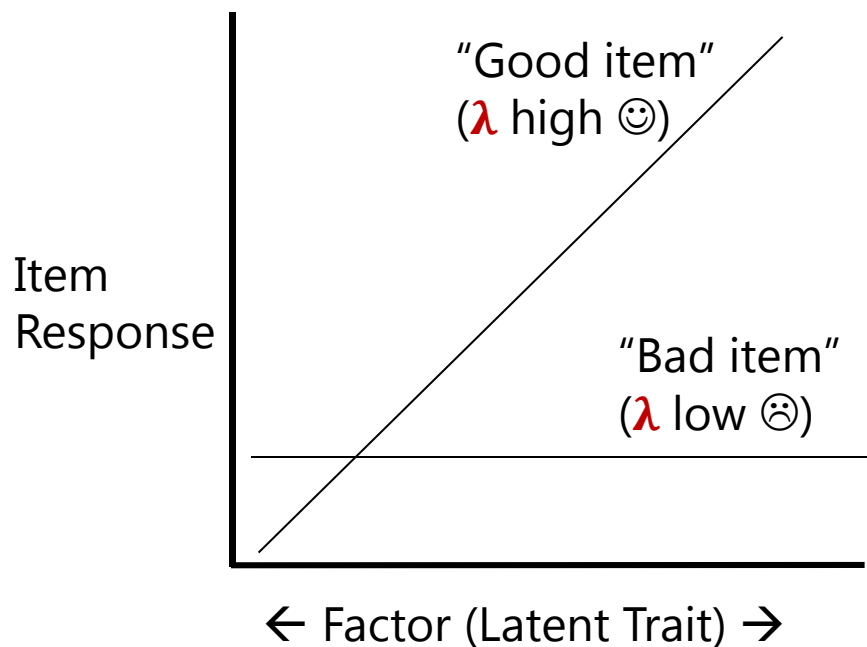 “Good item”
(λ high ☺)
Item
Response
“Bad item”
(λ low ☹)
← Factor (Latent Trait) →